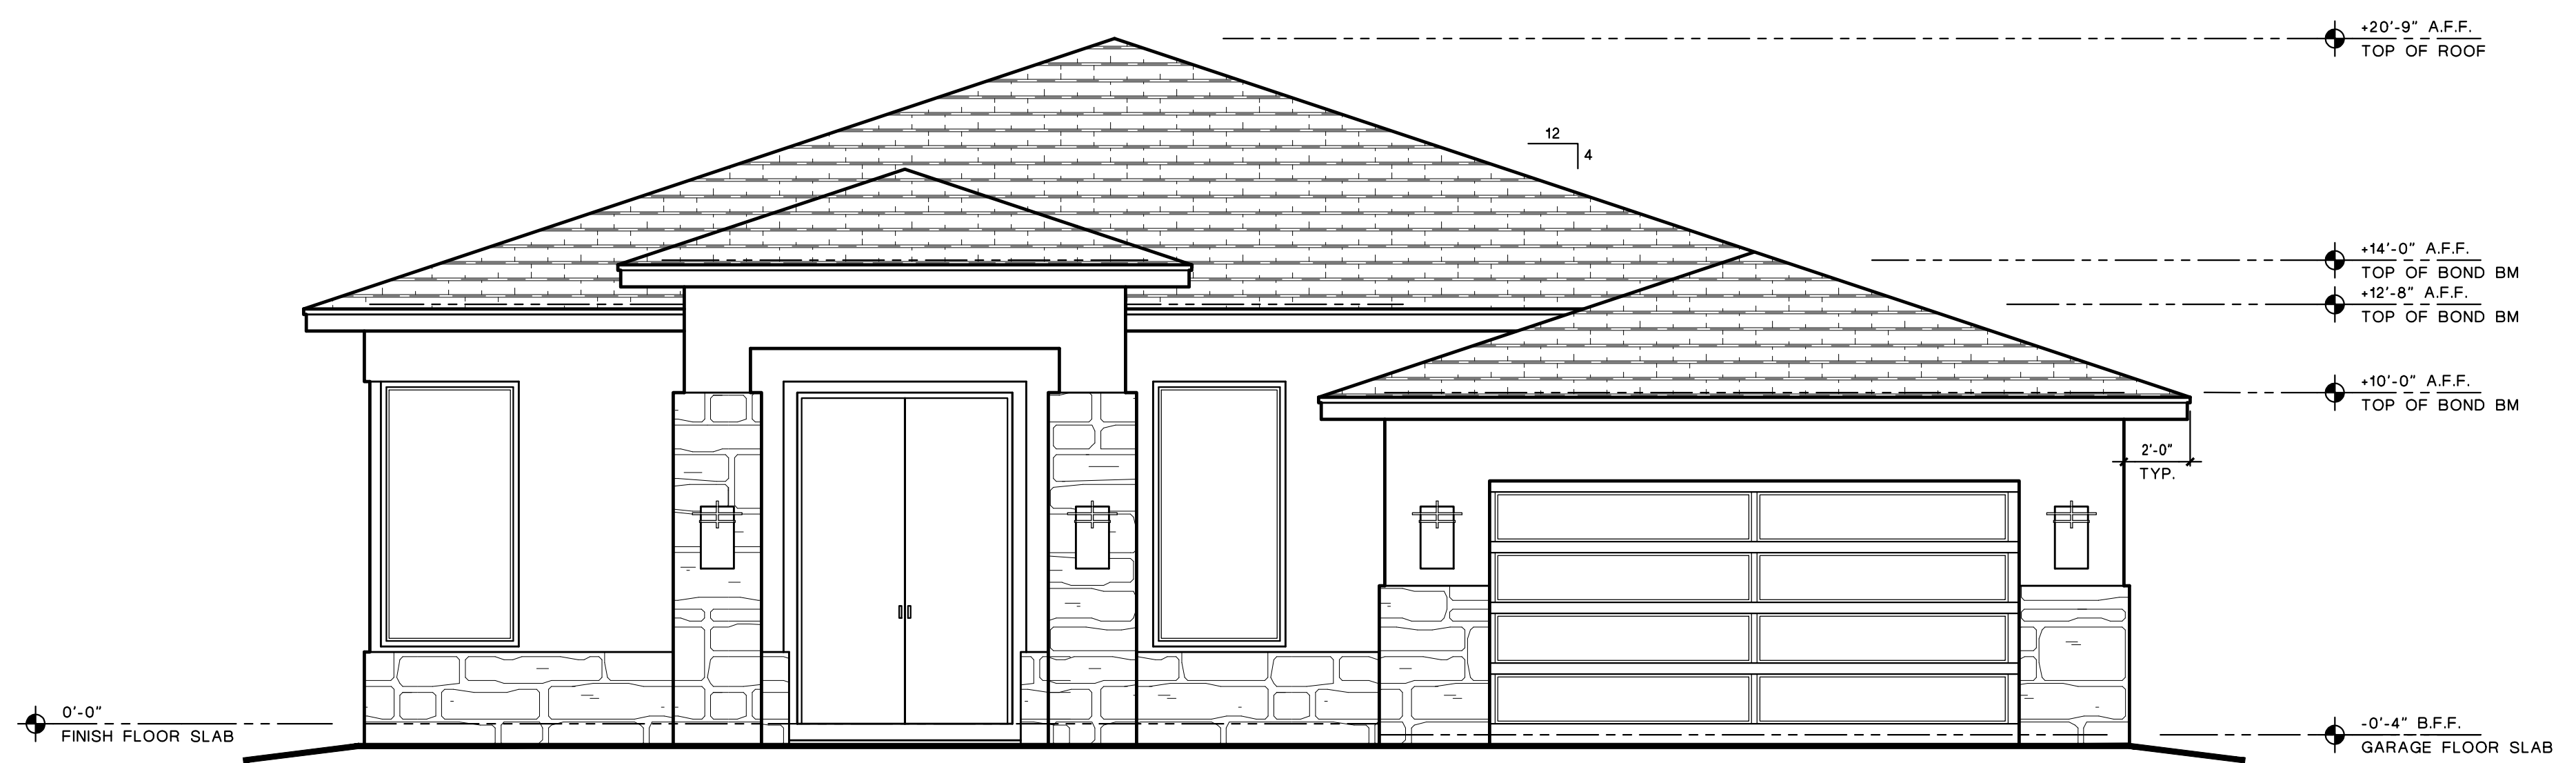 +20'-9" A.F.F.
TOP OF ROOF
12
4
+14'-0" A.F.F.
TOP OF BOND BM
+12'-8" A.F.F.
TOP OF BOND BM
+10'-0" A.F.F.
TOP OF BOND BM
2'-0"
TYP.
0'-0"
FINISH FLOOR SLAB
-0'-4" B.F.F.
GARAGE FLOOR SLAB